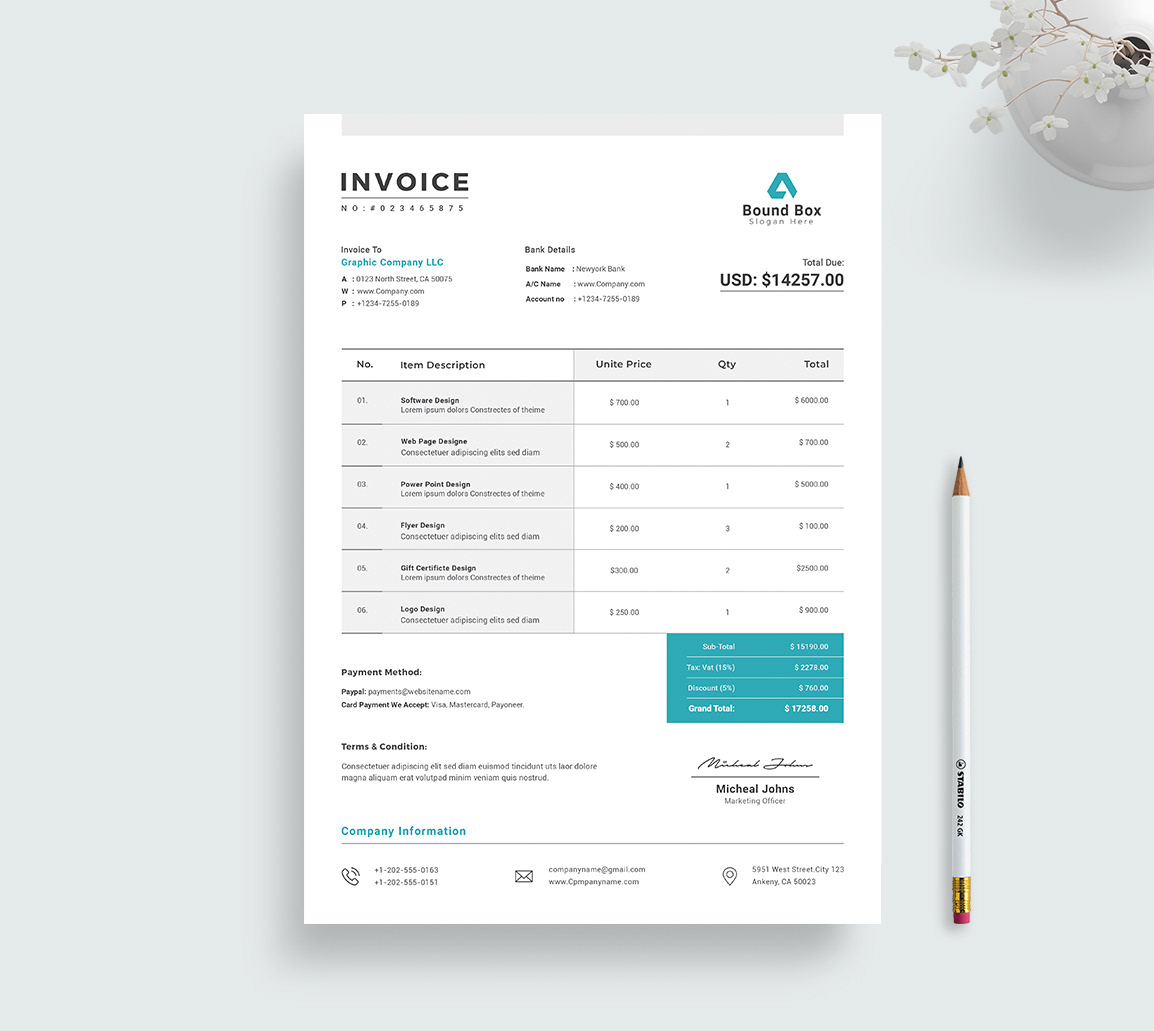 INVOICE
NO:#023465875
Bound Box
Slogan Here
Invoice To
Graphic Company LLC
A : 0123 North Street, CA 50075
W : www.Company.com
P : +1234-7255-0189
Bank Details
Bank Name : Newyork Bank
A/C Name : www.Company.com
Account no : +1234-7255-0189
Total Due:
USD: $14257.00
No. Item Description Unite Price Qty Total
01. Software Design $ 700.00 1 $ 6000.00
Lorem ipsum dolors Constrectes of theime
02. Web Page Designe $ 500.00 2 $ 700.00
Consectetuer adipiscing elits sed diam
03. Power Point Design $ 400.00 1 $ 5000.00
Lorem ipsum dolors Constrectes of theime
04. Flyer Design $ 200.00 3 $ 100.00
Consectetuer adipiscing elits sed diam
05. Gift Certificte Design $300.00 2 $2500.00
Lorem ipsum dolors Constrectes of theime
06. Logo Design $ 250.00 1 $ 900.00
Consectetuer adipiscing elits sed diam
Sub-Total $ 15190.00
Tax: Vat (15%) $ 2278.00
Discount (5%) $ 760.00
Grand Total: $ 17258.00
Payment Method:
Paypal: payments@websitename.com
Card Payment We Accept: Visa, Mastercard, Payoneer.
Terms & Condition:
Consectetuer adipiscing elit sed diam euismod tincidunt uts laor dolore
magna aliquam erat volutpad minim veniam quis nostrud.
Micheal Johns
Micheal Johns
Marketing Officer
Company Information
+1-202-555-0163
+1-202-555-0151
companyname@gmail.com
www.Cpmpanyname.com
5951 West Street.City 123
Ankeny, CA 50023
STABILO 242 GK